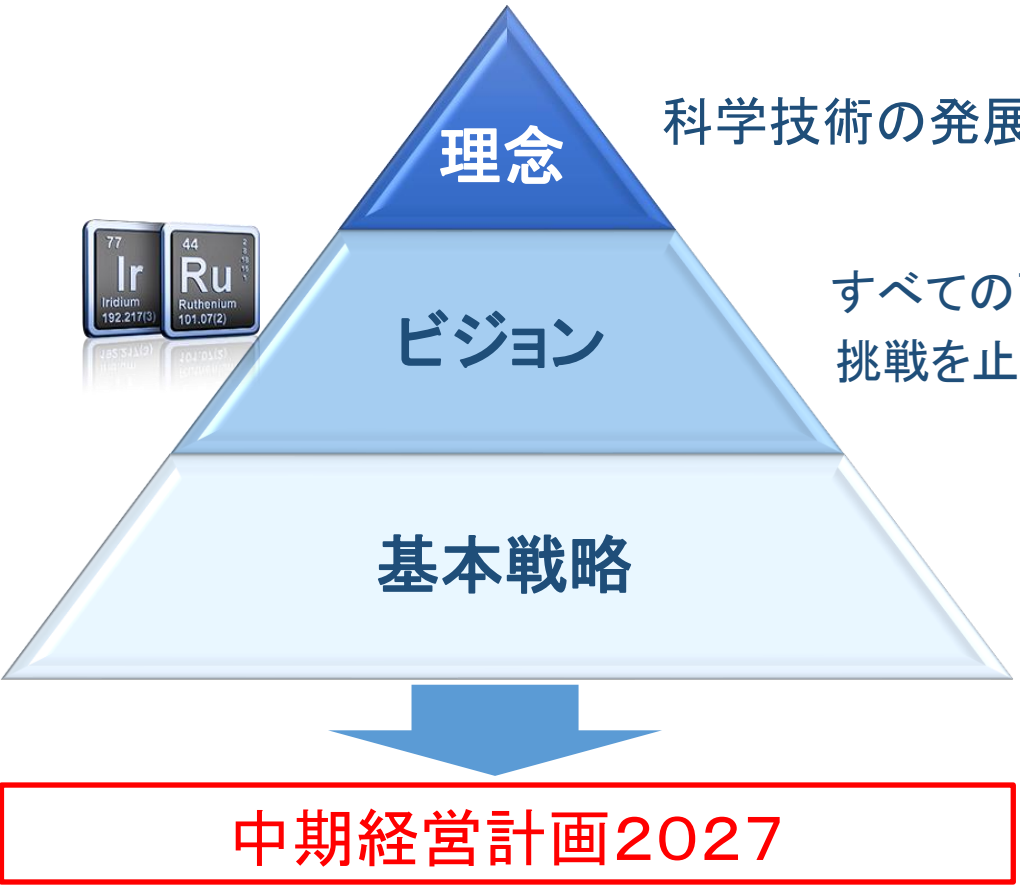 理念
科学技術の発展
77
Ir
Iridium
192.217(3)
44
Ru
Ruthenium
101.07(2)
ビジョン
すべての
挑戦を止
基本戦略
中期経営計画2027